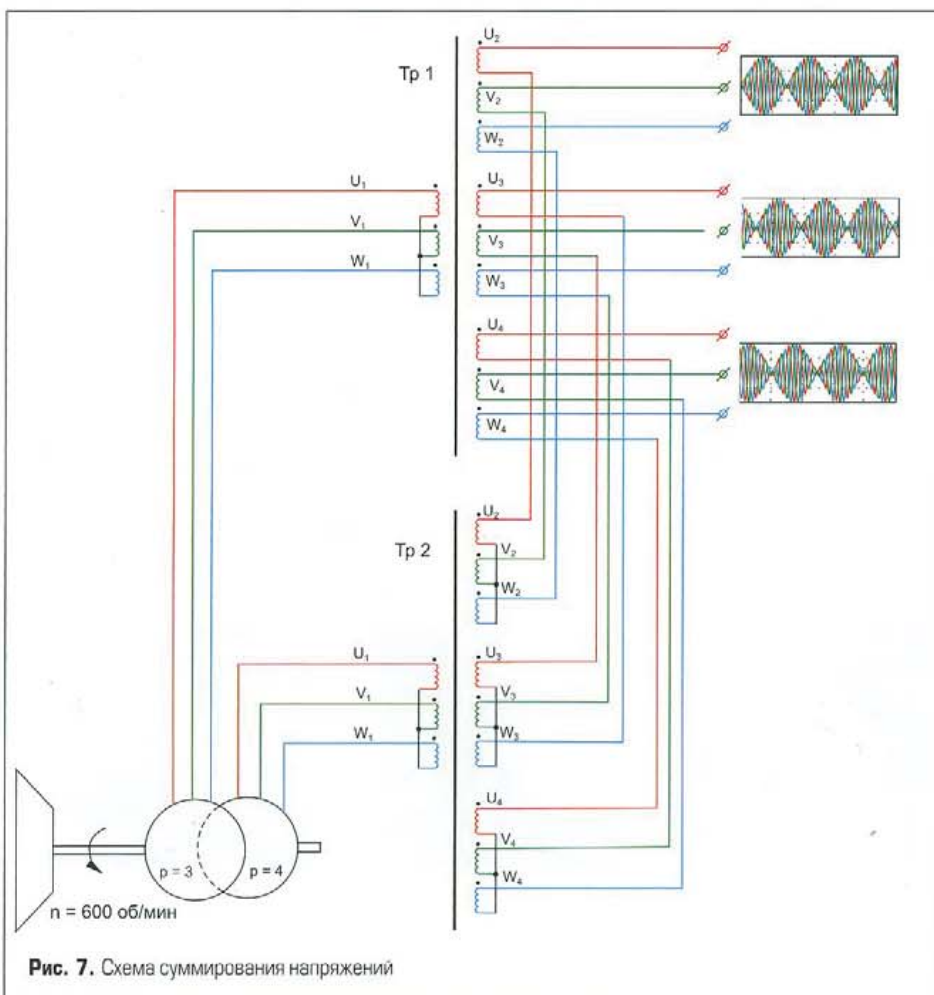 Тр 1
U₂
V₂
W₂
U₁
V₁
W₁
U₃
V₃
W₃
U₄
V₄
W₄
Тр 2
U₂
V₂
W₂
U₁
V₁
W₁
U₃
V₃
W₃
U₄
V₄
W₄
p = 3
p = 4
n = 600 об/мин
Рис. 7. Схема суммирования напряжений